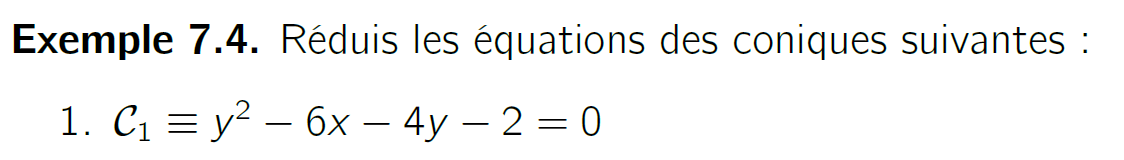 Exemple 7.4. Réduis les équations des coniques suivantes :
1. 𝒞₁ ≡ y² − 6x − 4y − 2 = 0